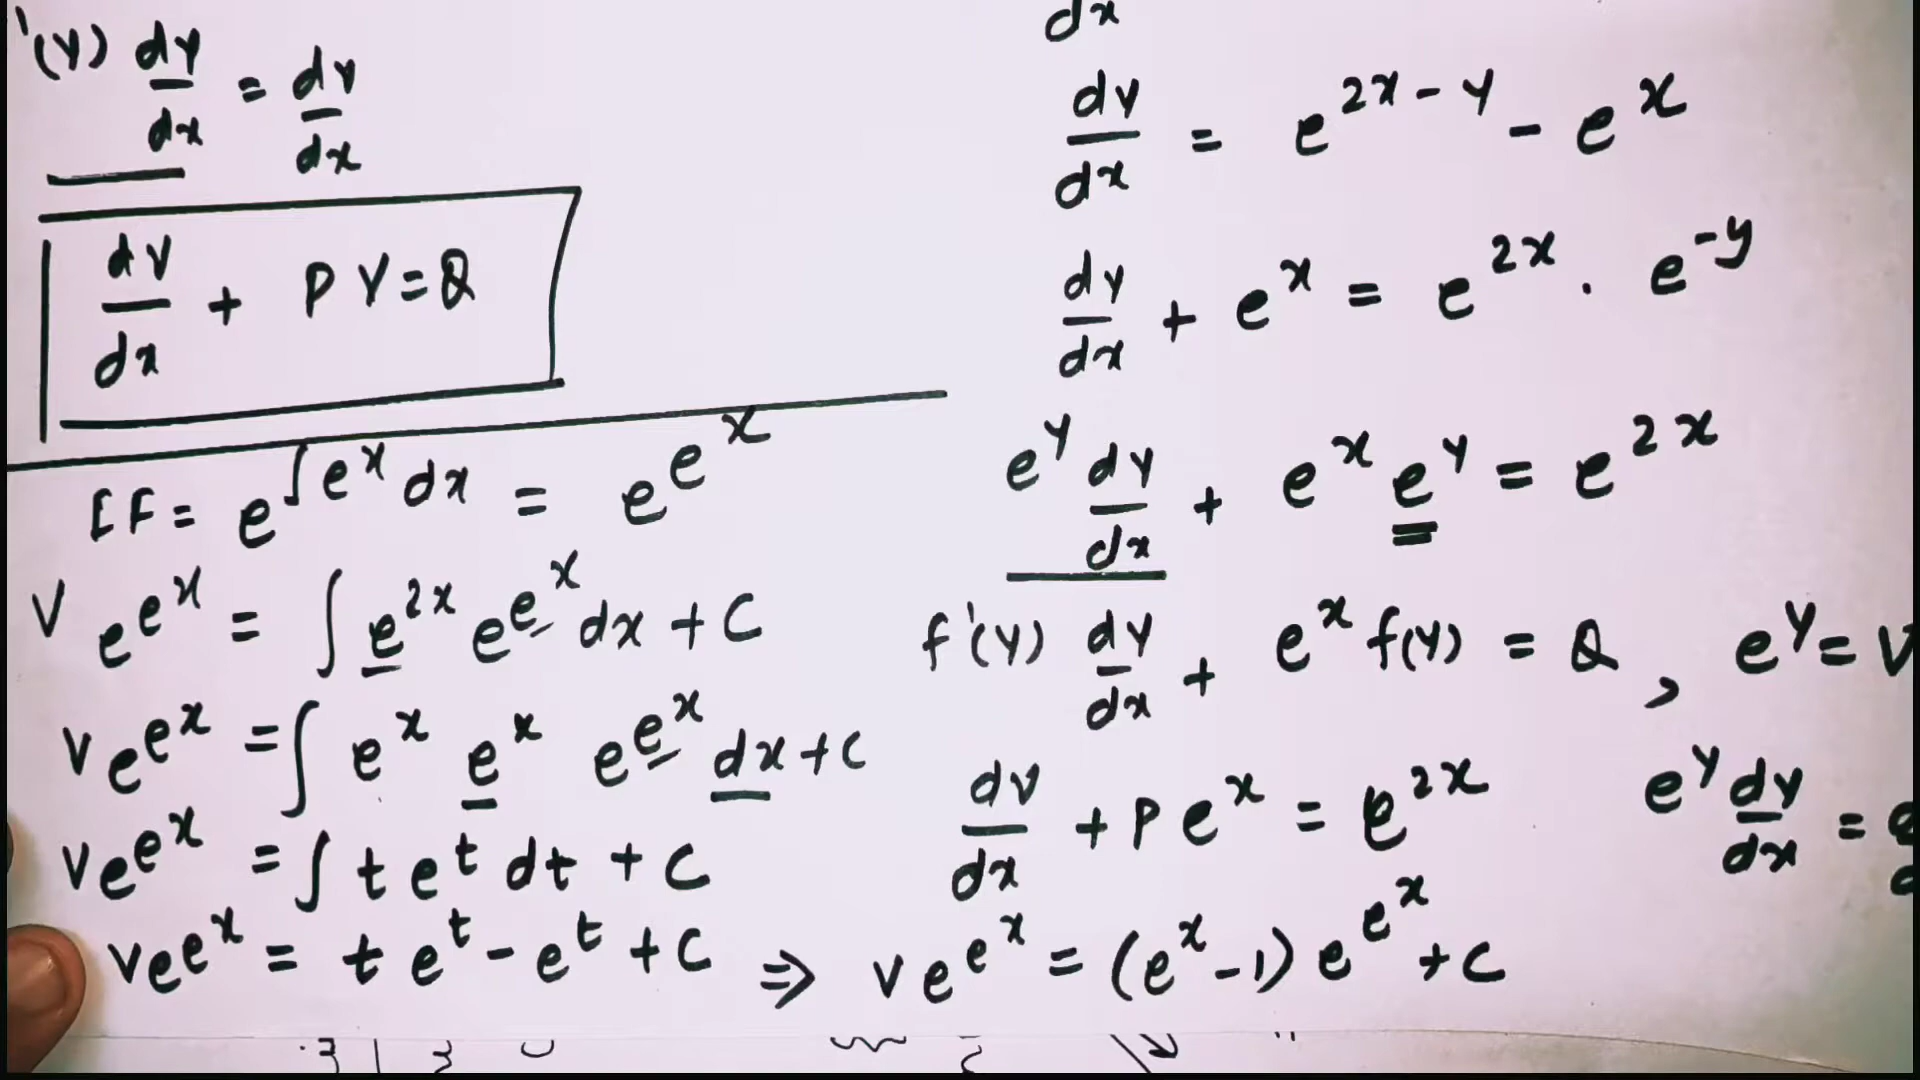 '(y) dy/dx = dv/dx
dv/dx + PV = Q
IF = e^∫e^x dx = e^e^x
V e^e^x = ∫ e^2x e^e^x dx + C
V e^e^x = ∫ e^x e^x e^e^x dx + C
V e^e^x = ∫ t e^t dt + C
V e^e^x = t e^t - e^t + C ⇒ V e^e^x = (e^x - 1) e^e^x + C
dx
dy/dx = e^2x-y - e^x
dy/dx + e^x = e^2x . e^-y
e^y dy/dx + e^x e^y = e^2x
f'(y) dy/dx + e^x f(y) = Q , e^y = V
dv/dx + P e^x = e^2x
e^y dy/dx =